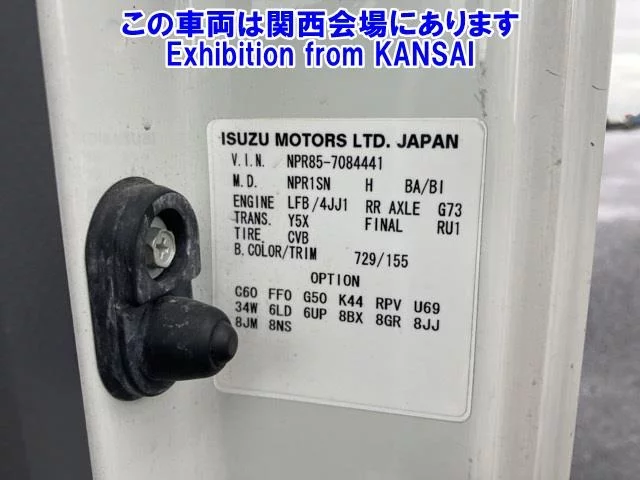 この車両は関西会場にあります
Exhibition from KANSAI
ISUZU MOTORS LTD. JAPAN
V.I.N. NPR85-7084441
M.D. NPR1SN H BA/BI
ENGINE LFB/4JJ1 RR AXLE G73
TRANS. Y5X FINAL RU1
TIRE. CVB
B.COLOR/TRIM 729/155
OPTION
C60 FF0 G50 K44 RPV U69
34W 6LD 6UP 8BX 8GR 8JJ
8JM 8NS